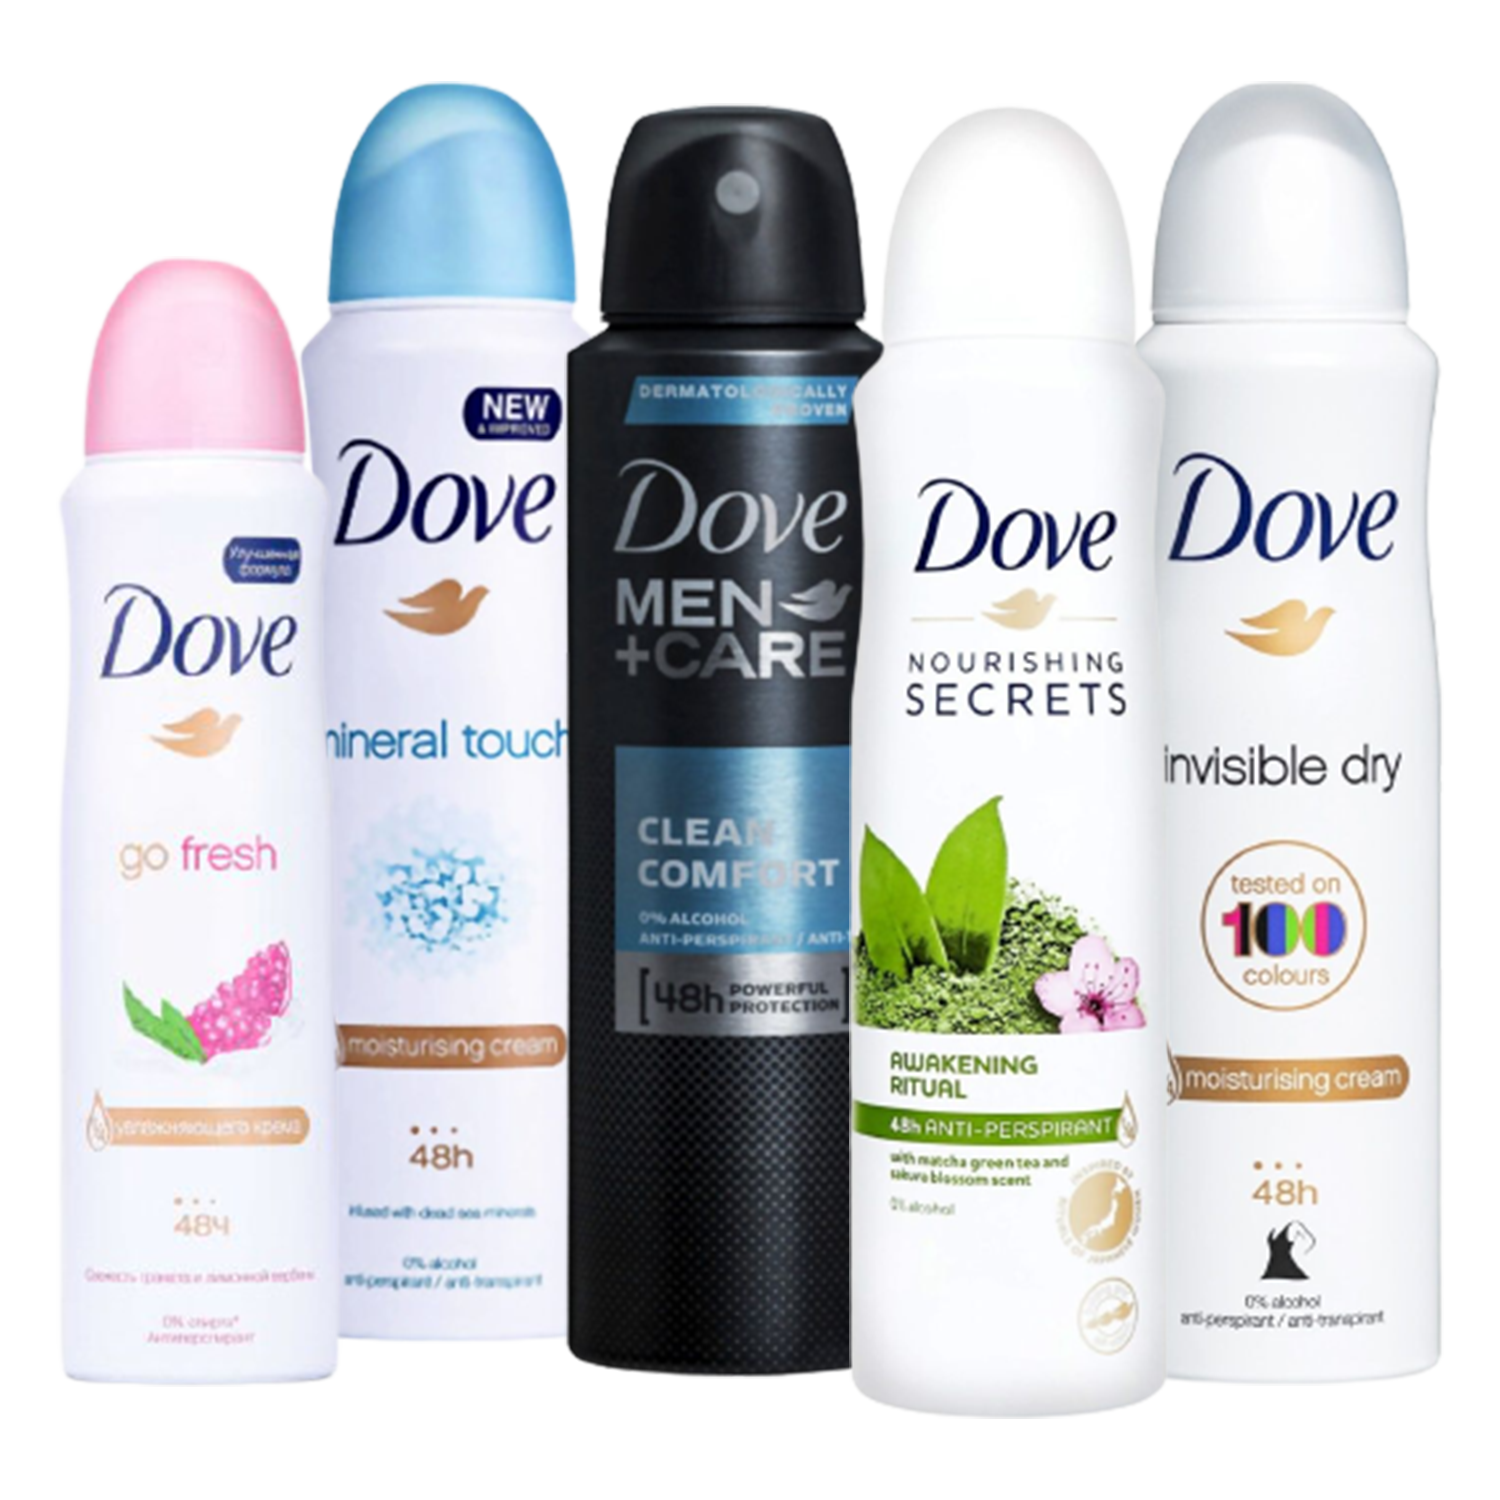 Улучшенная
формула
Dove
go fresh
увлажняющего крема
48ч
Свежесть граната и лимонной вербены
0% спирта*
Антиперспирант
NEW
& IMPROVED
Dove
mineral touch
moisturising cream
48h
infused with dead sea minerals
0% alcohol
anti-perspirant / anti-transpirant
DERMATOLOGICALLY
PROVEN
Dove
MEN
+CARE
CLEAN
COMFORT
0% ALCOHOL
ANTI-PERSPIRANT / ANTI-
[48h POWERFUL
PROTECTION]
Dove
NOURISHING
SECRETS
AWAKENING
RITUAL
48h ANTI-PERSPIRANT
with matcha green tea and
sakura blossom scent
0% alcohol
INSPIRED BY
Dove
invisible dry
tested on
100
colours
moisturising cream
48h
0% alcohol
anti-perspirant / anti-transpirant